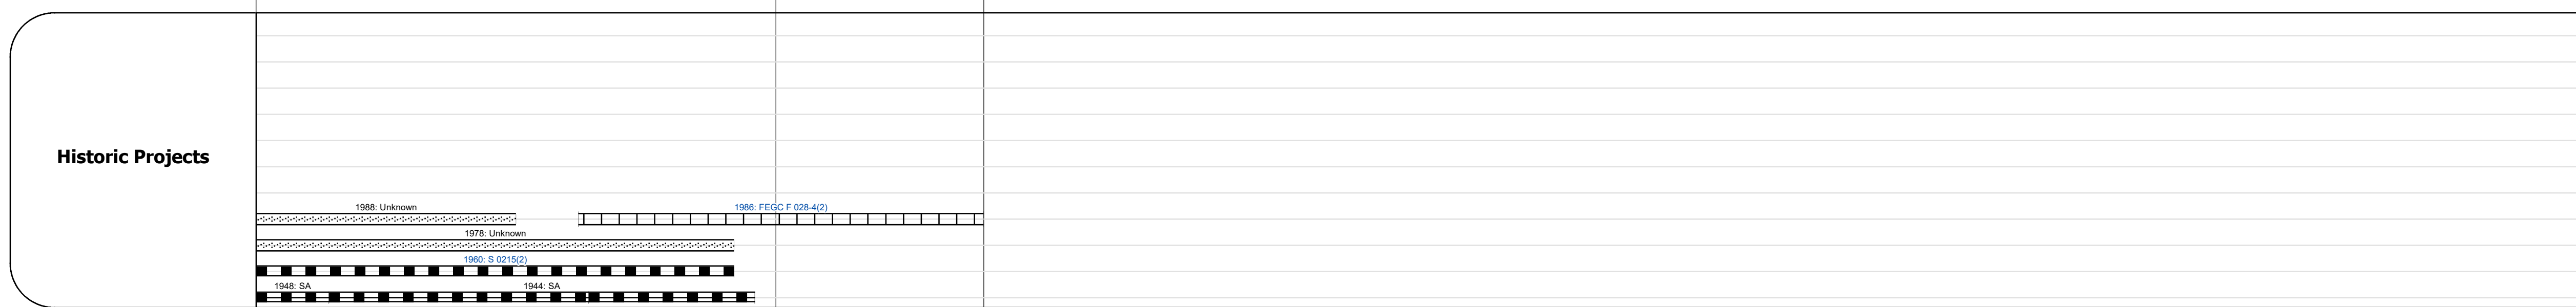 Historic Projects
1988: Unknown
1986: FEGC F 028-4(2)
1978: Unknown
1960: S 0215(2)
1948: SA
1944: SA